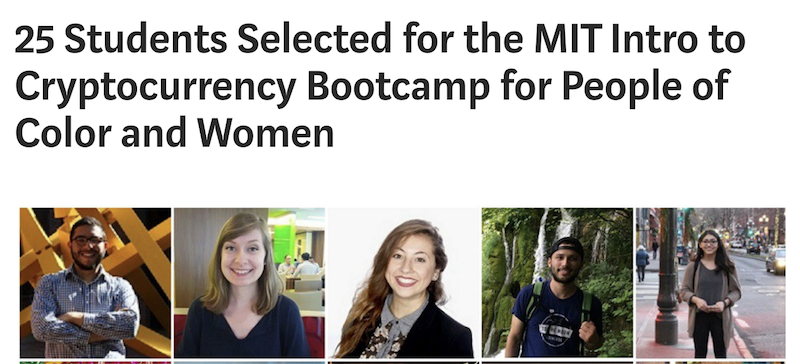 25 Students Selected for the MIT Intro to
Cryptocurrency Bootcamp for People of
Color and Women